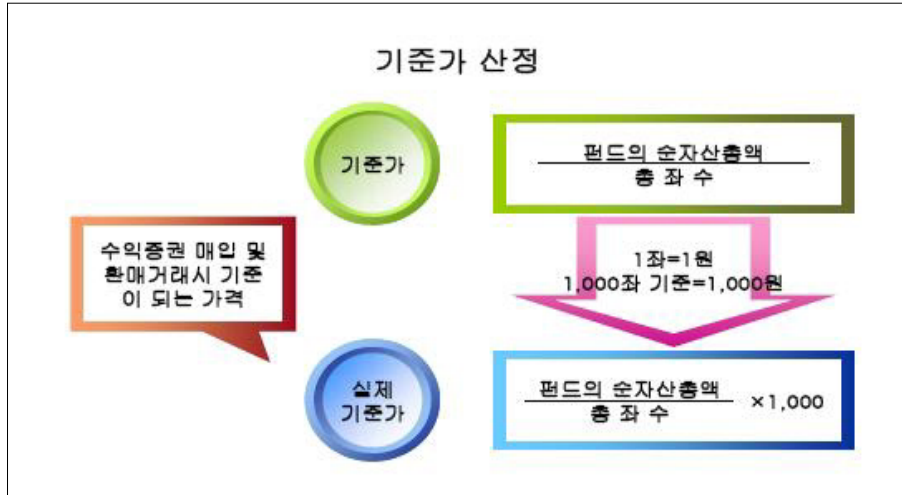 기준가 산정
기준가
펀드의 순자산총액
총 좌 수
수익증권 매입 및
환매거래시 기준
이 되는 가격
1좌=1원
1,000좌 기준=1,000원
실제
기준가
펀드의 순자산총액
총 좌 수
×1,000